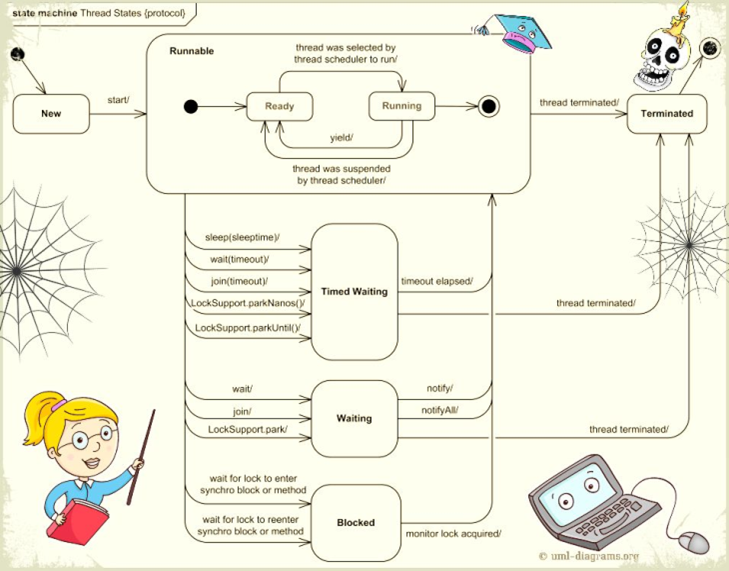 state machine Thread States {protocol}
Runnable
thread was selected by
thread scheduler to run/
New
start/
Ready
Running
thread terminated/
Terminated
yield/
thread was suspended
by thread scheduler/
sleep(sleeptime)/
wait(timeout)/
join(timeout)/
Timed Waiting
timeout elapsed/
LockSupport.parkNanos()/
thread terminated/
LockSupport.parkUntil()/
wait/
notify/
join/
Waiting
notifyAll/
LockSupport.park/
thread terminated/
wait for lock to enter
synchro block or method
Blocked
wait for lock to reenter
synchro block or method
monitor lock acquired/
© uml-diagrams.org